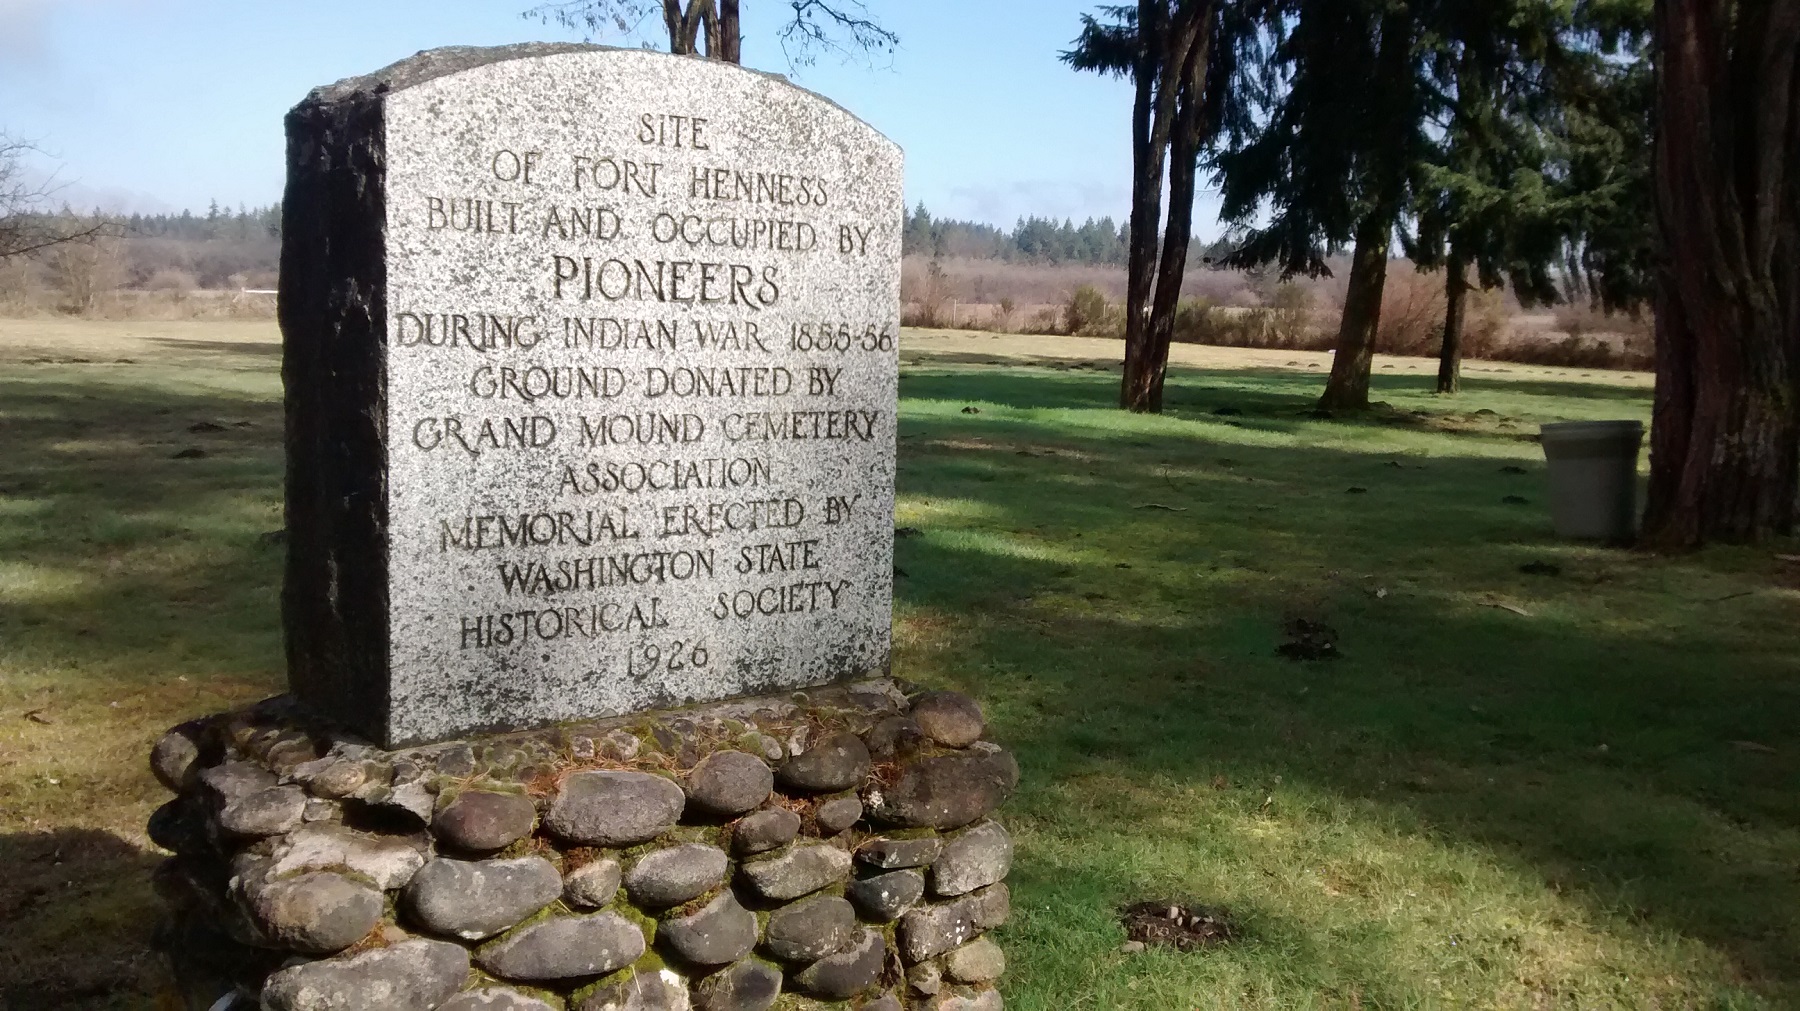 SiTE
OF FORT HENNESS
BUILT AND OCCUPIED BY
PIONEERS
DURING INDIAN WAR 1855-56
GROUND DONATED BY
GRAND MOUND CEMETERY
ASSOCIATION
MEMORIAL ERECTED BY
WASHINGTON STATE
HISTORICAL SOCIETY
1926